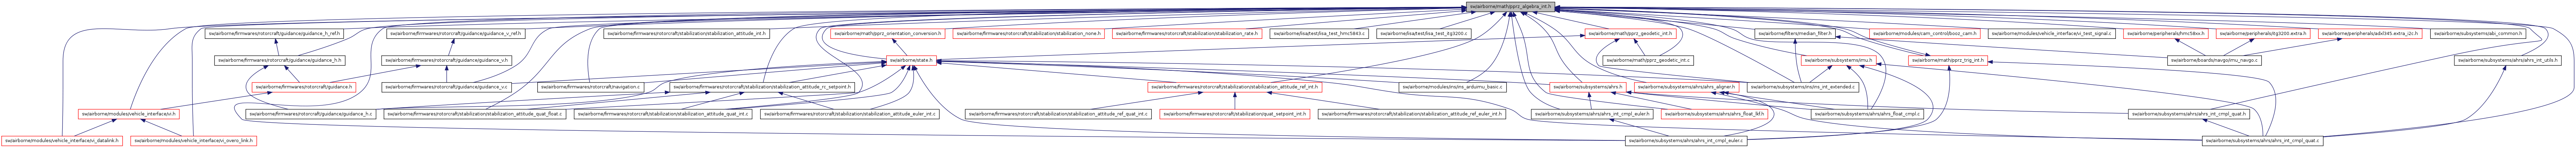 sw/airborne/math/pprz_algebra_int.h
sw/airborne/firmwares/rotorcraft/guidance/guidance_h_ref.h
sw/airborne/firmwares/rotorcraft/guidance/guidance_v_ref.h
sw/airborne/firmwares/rotorcraft/stabilization/stabilization_attitude_int.h
sw/airborne/math/pprz_orientation_conversion.h
sw/airborne/firmwares/rotorcraft/stabilization/stabilization_none.h
sw/airborne/firmwares/rotorcraft/stabilization/stabilization_rate.h
sw/airborne/lisa/test/lisa_test_hmc5843.c
sw/airborne/lisa/test/lisa_test_itg3200.c
sw/airborne/math/pprz_geodetic_int.h
sw/airborne/filters/median_filter.h
sw/airborne/modules/cam_control/booz_cam.h
sw/airborne/modules/vehicle_interface/vi_test_signal.c
sw/airborne/peripherals/hmc58xx.h
sw/airborne/peripherals/itg3200.extra.h
sw/airborne/peripherals/adxl345.extra_i2c.h
sw/airborne/subsystems/abi_common.h
sw/airborne/firmwares/rotorcraft/guidance/guidance_h.h
sw/airborne/firmwares/rotorcraft/guidance/guidance_v.h
sw/airborne/state.h
sw/airborne/math/pprz_geodetic_int.c
sw/airborne/subsystems/imu.h
sw/airborne/math/pprz_trig_int.h
sw/airborne/boards/navgo/imu_navgo.c
sw/airborne/subsystems/ahrs/ahrs_int_utils.h
sw/airborne/firmwares/rotorcraft/guidance.h
sw/airborne/firmwares/rotorcraft/guidance/guidance_v.c
sw/airborne/firmwares/rotorcraft/navigation.c
sw/airborne/firmwares/rotorcraft/stabilization/stabilization_attitude_rc_setpoint.h
sw/airborne/modules/ins/ins_arduimu_basic.c
sw/airborne/firmwares/rotorcraft/stabilization/stabilization_attitude_ref_int.h
sw/airborne/subsystems/ahrs.h
sw/airborne/subsystems/ahrs/ahrs_aligner.h
sw/airborne/subsystems/ins/ins_int_extended.c
sw/airborne/modules/vehicle_interface/vi.h
sw/airborne/firmwares/rotorcraft/guidance/guidance_h.c
sw/airborne/firmwares/rotorcraft/stabilization/stabilization_attitude_quat_float.c
sw/airborne/firmwares/rotorcraft/stabilization/stabilization_attitude_quat_int.c
sw/airborne/firmwares/rotorcraft/stabilization/stabilization_attitude_euler_int.c
sw/airborne/firmwares/rotorcraft/stabilization/stabilization_attitude_ref_quat_int.c
sw/airborne/firmwares/rotorcraft/stabilization/quat_setpoint_int.h
sw/airborne/firmwares/rotorcraft/stabilization/stabilization_attitude_ref_euler_int.h
sw/airborne/subsystems/ahrs/ahrs_int_cmpl_euler.h
sw/airborne/subsystems/ahrs/ahrs_float_lkf.h
sw/airborne/subsystems/ahrs/ahrs_float_cmpl.c
sw/airborne/subsystems/ahrs/ahrs_int_cmpl_quat.h
sw/airborne/modules/vehicle_interface/vi_datalink.h
sw/airborne/modules/vehicle_interface/vi_overo_link.h
sw/airborne/subsystems/ahrs/ahrs_int_cmpl_euler.c
sw/airborne/subsystems/ahrs/ahrs_int_cmpl_quat.c